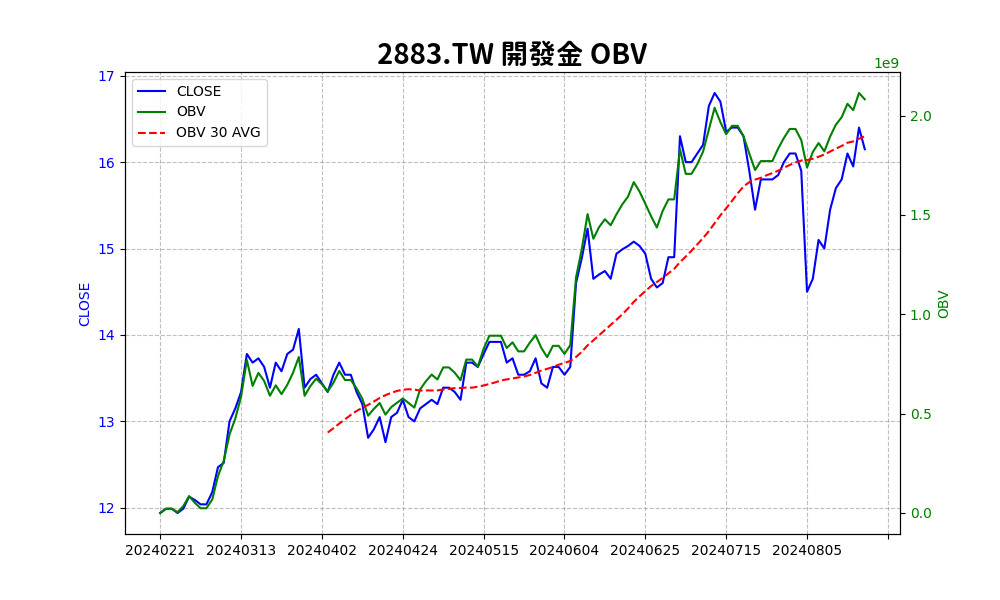 2883.TW 開發金 OBV
1e9
CLOSE
OBV
OBV 30 AVG
17
16
15
14
13
12
CLOSE
2.0
1.5
1.0
0.5
0.0
OBV
20240221 20240313 20240402 20240424 20240515 20240604 20240625 20240715 20240805